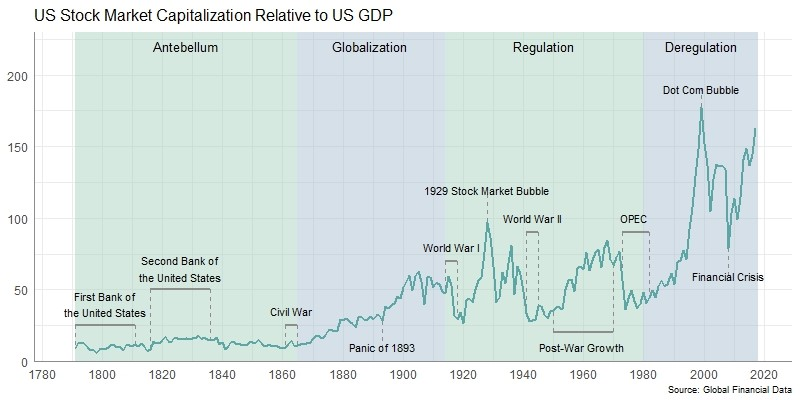 US Stock Market Capitalization Relative to US GDP
Antebellum
Globalization
Regulation
Deregulation
200
150
100
50
0
Dot Com Bubble
1929 Stock Market Bubble
World War II
OPEC
World War I
Second Bank of
the United States
Financial Crisis
First Bank of
the United States
Civil War
Panic of 1893
Post-War Growth
1780
1800
1820
1840
1860
1880
1900
1920
1940
1960
1980
2000
2020
Source: Global Financial Data